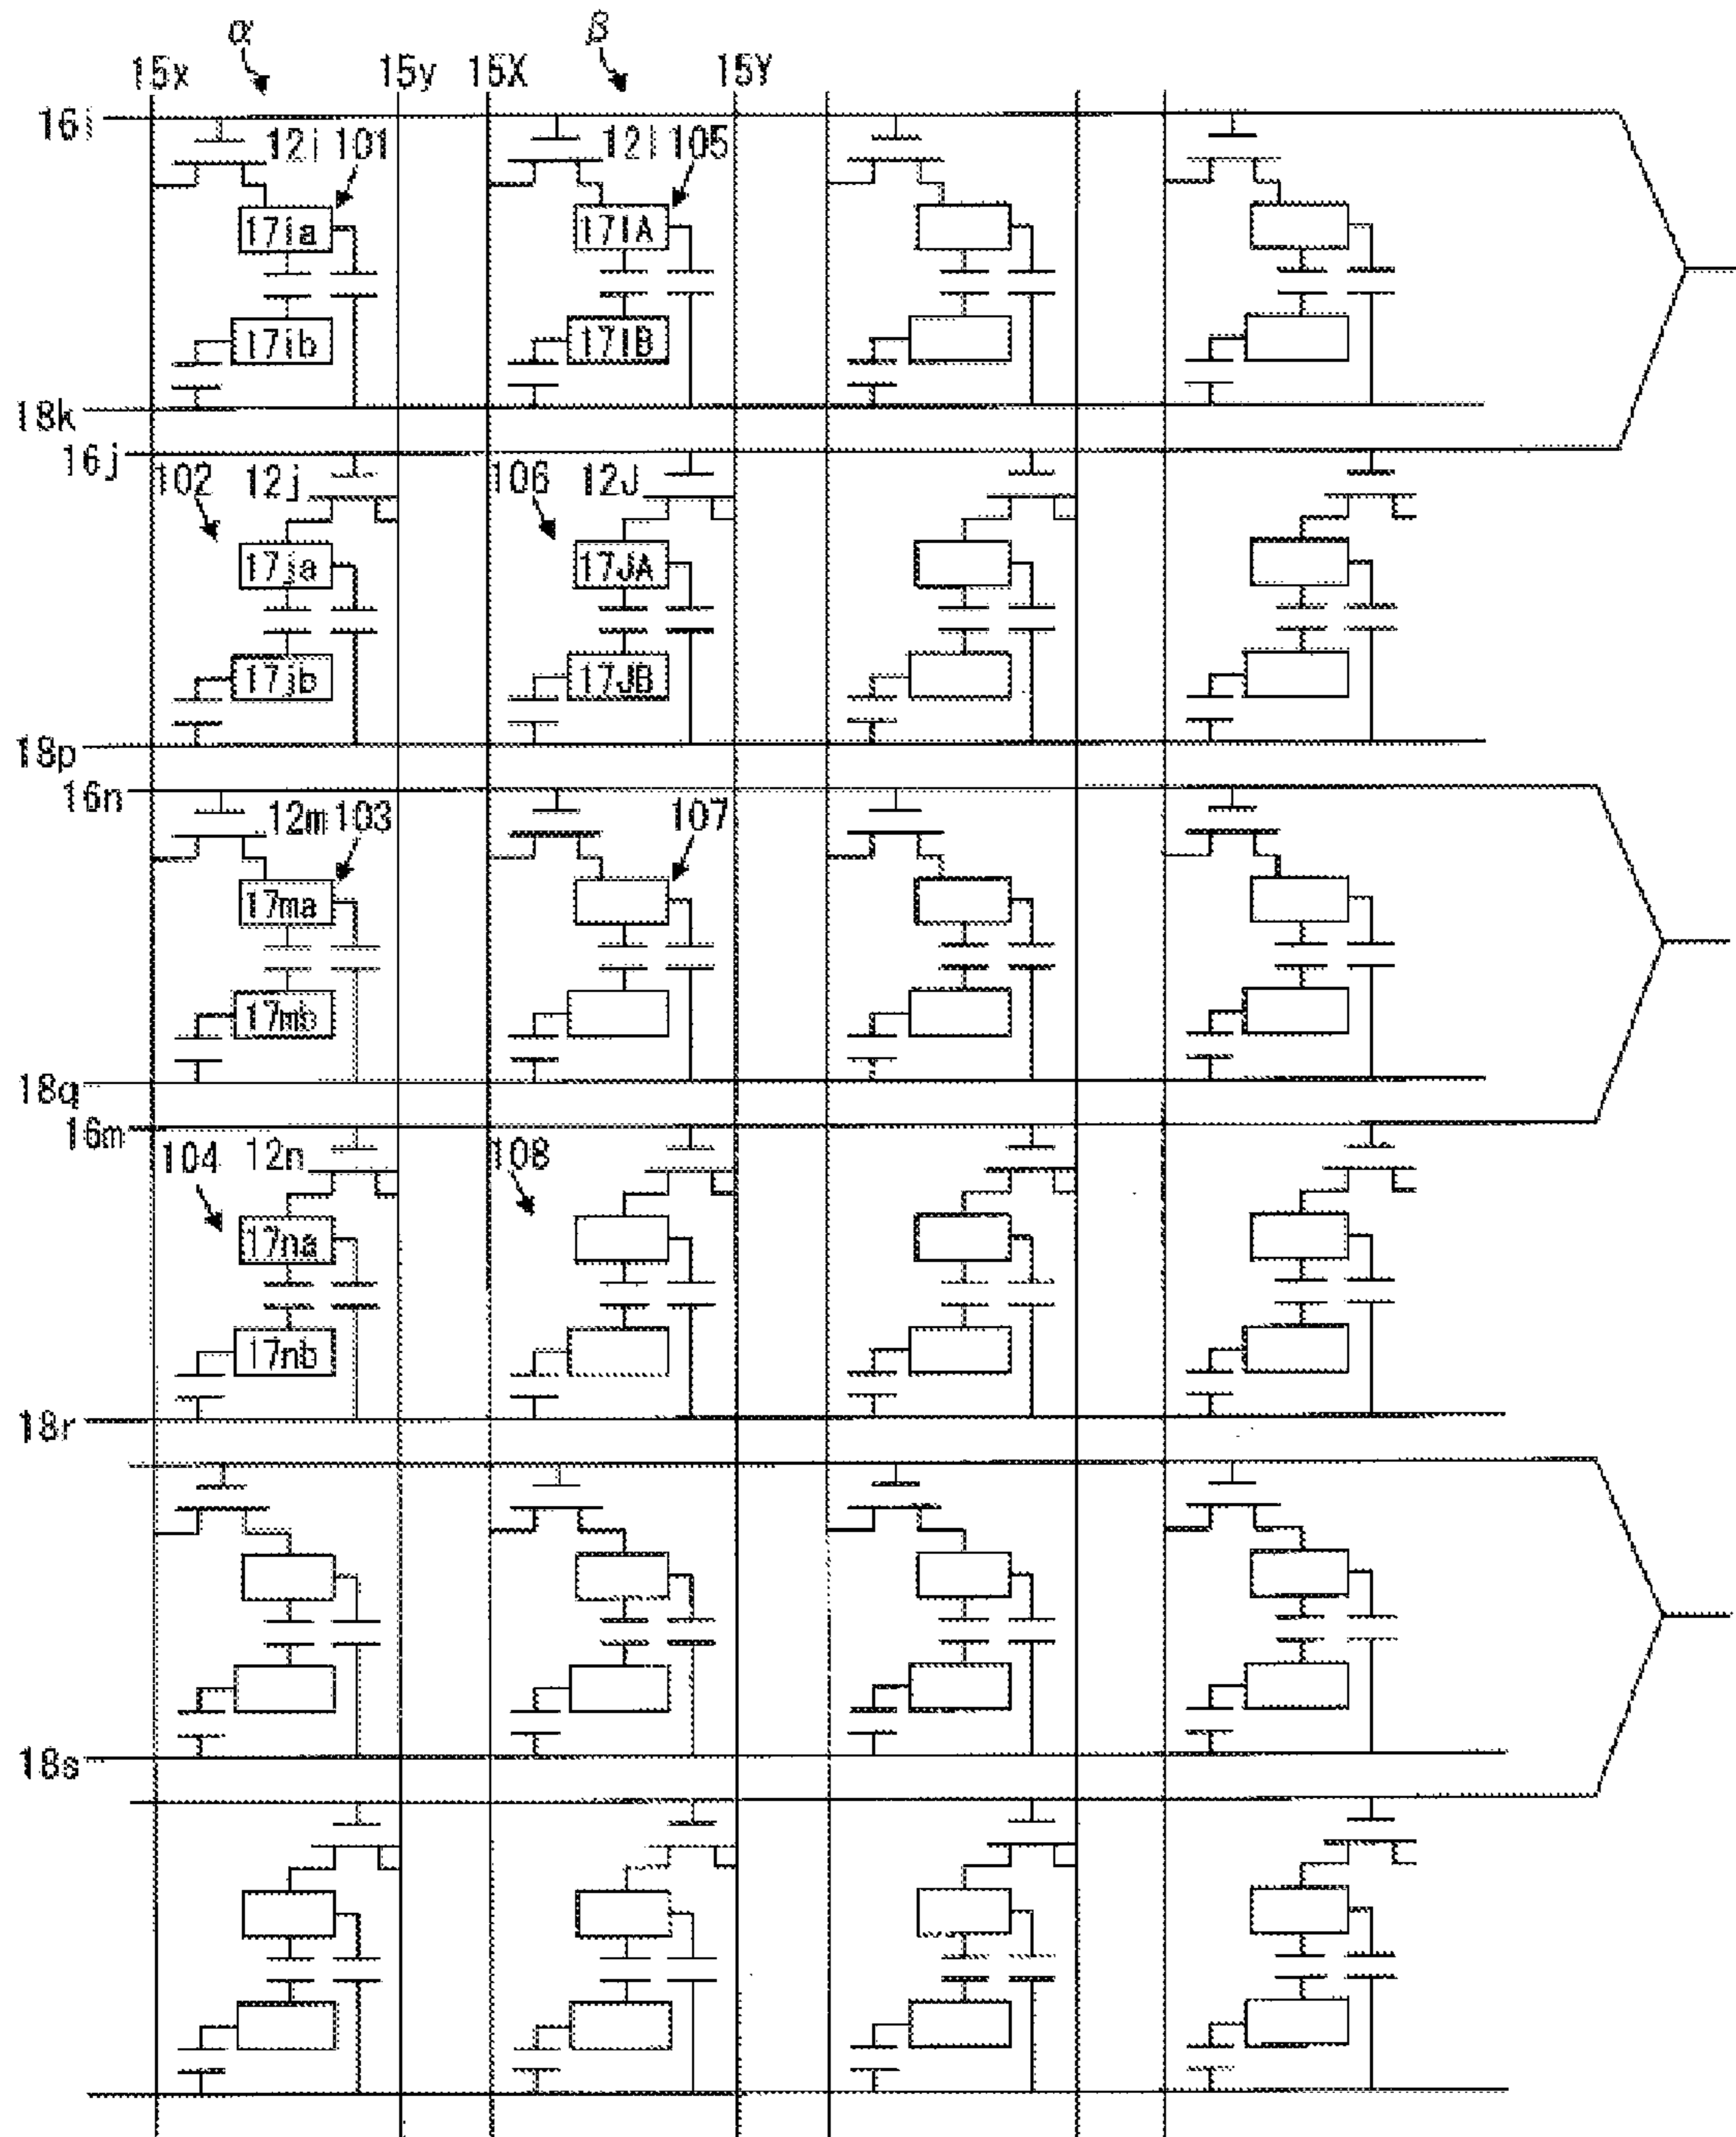 α β
15x 15y 15X 15Y
16i
12i 101 12I 105
17ia 17IA
17ib 17IB
18k
16j
102 12j 106 12J
17ja 17JA
17jb 17JB
18p
16n
12m 103 107
17ma
17mb
18q
16m
104 12n 108
17na
17nb
18r
18s